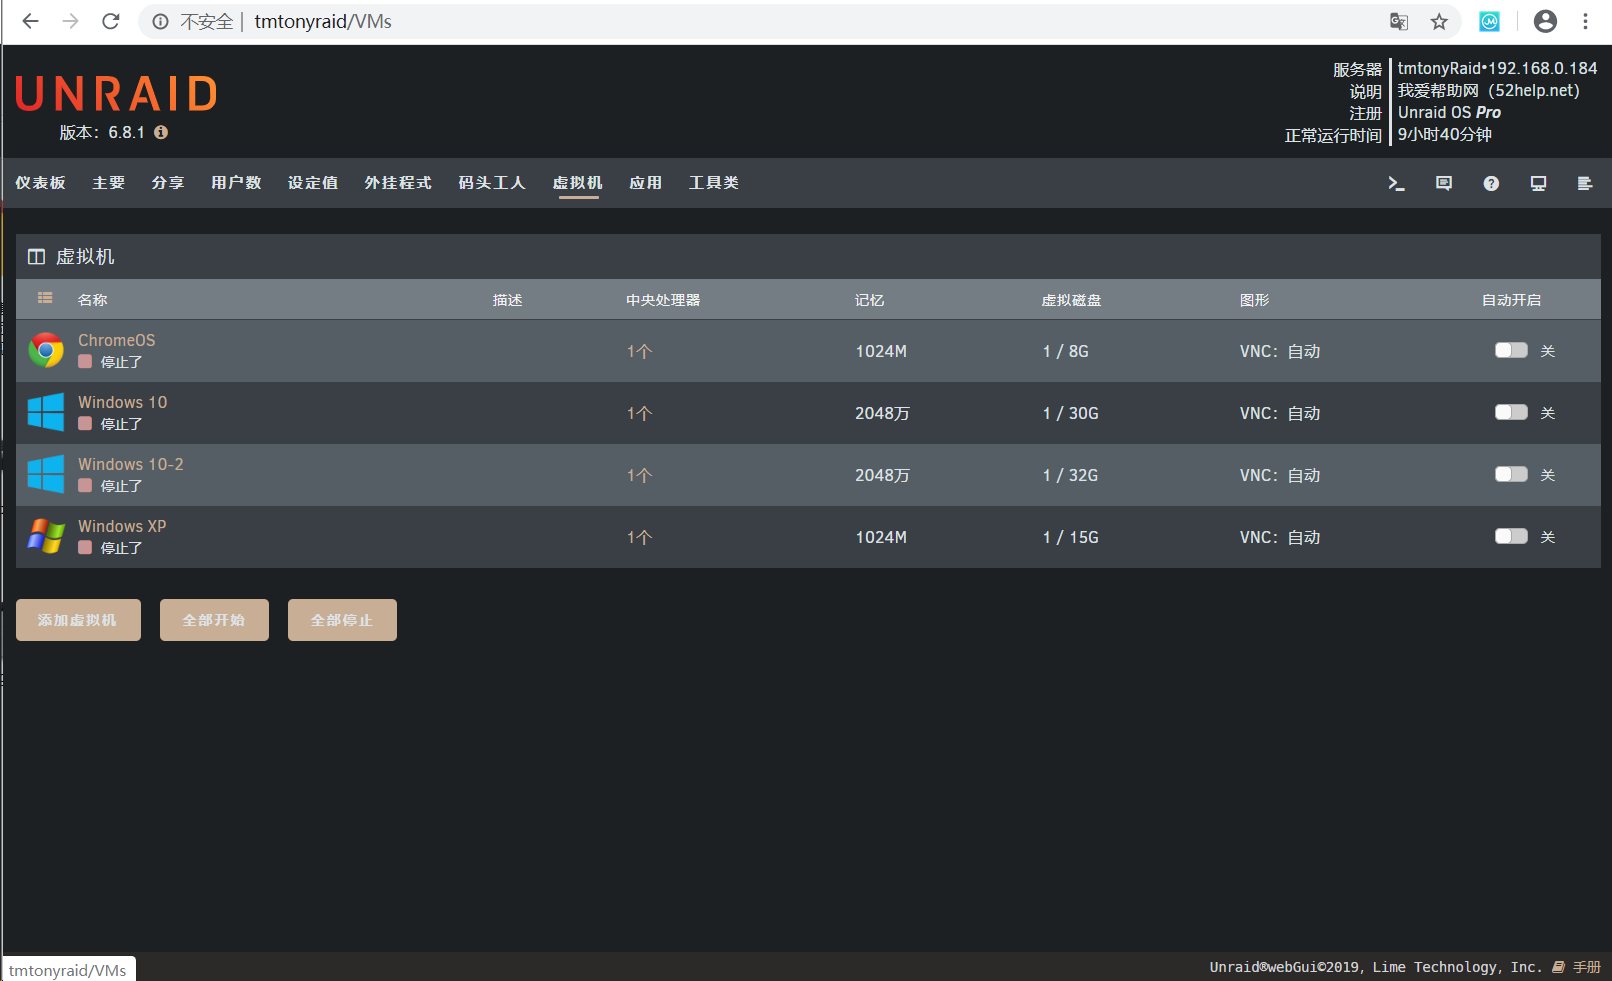 不安全 | tmtonyraid/VMs
UNRAID
版本：6.8.1
服务器 tmtonyRaid•192.168.0.184
说明 我爱帮助网（52help.net）
注册 Unraid OS Pro
正常运行时间 9小时40分钟
仪表板 主要 分享 用户数 设定值 外挂程式 码头工人 虚拟机 应用 工具类
虚拟机
名称 描述 中央处理器 记忆 虚拟磁盘 图形 自动开启
ChromeOS
停止了
1个 1024M 1 / 8G VNC：自动 关
Windows 10
停止了
1个 2048万 1 / 30G VNC：自动 关
Windows 10-2
停止了
1个 2048万 1 / 32G VNC：自动 关
Windows XP
停止了
1个 1024M 1 / 15G VNC：自动 关
添加虚拟机 全部开始 全部停止
tmtonyraid/VMs
Unraid®webGui©2019, Lime Technology, Inc. 手册